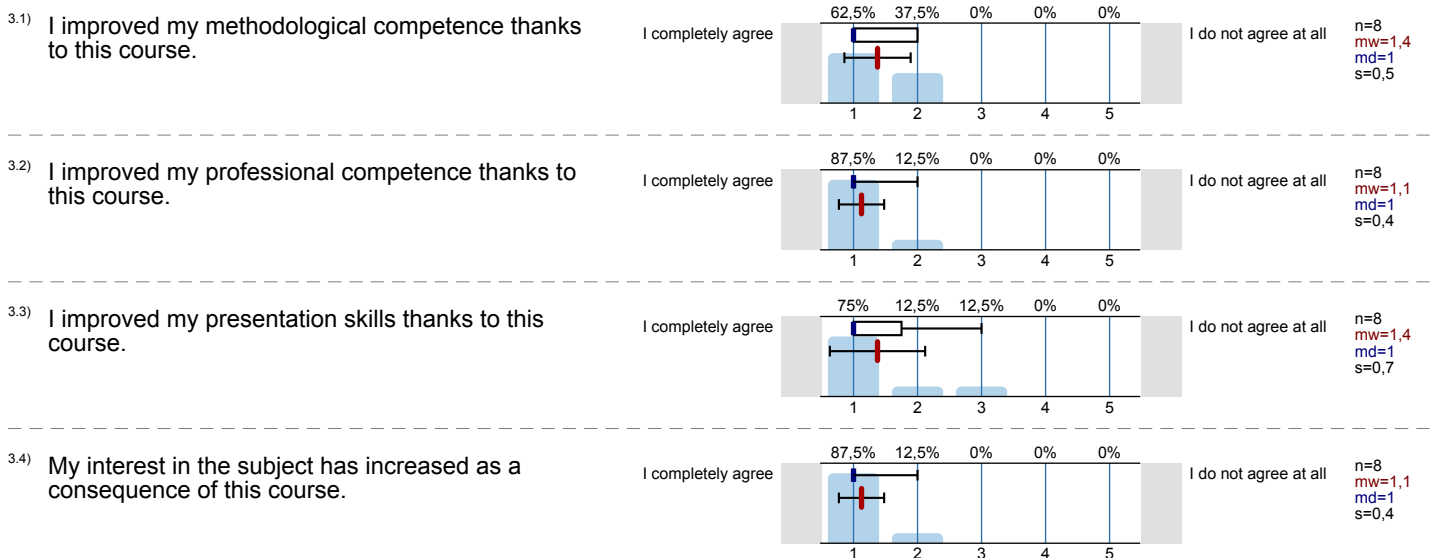 3.1) I improved my methodological competence thanks
to this course.
I completely agree
62,5% 37,5% 0% 0% 0%
1 2 3 4 5
I do not agree at all
n=8
mw=1,4
md=1
s=0,5
3.2) I improved my professional competence thanks to
this course.
I completely agree
87,5% 12,5% 0% 0% 0%
1 2 3 4 5
I do not agree at all
n=8
mw=1,1
md=1
s=0,4
3.3) I improved my presentation skills thanks to this
course.
I completely agree
75% 12,5% 12,5% 0% 0%
1 2 3 4 5
I do not agree at all
n=8
mw=1,4
md=1
s=0,7
3.4) My interest in the subject has increased as a
consequence of this course.
I completely agree
87,5% 12,5% 0% 0% 0%
1 2 3 4 5
I do not agree at all
n=8
mw=1,1
md=1
s=0,4